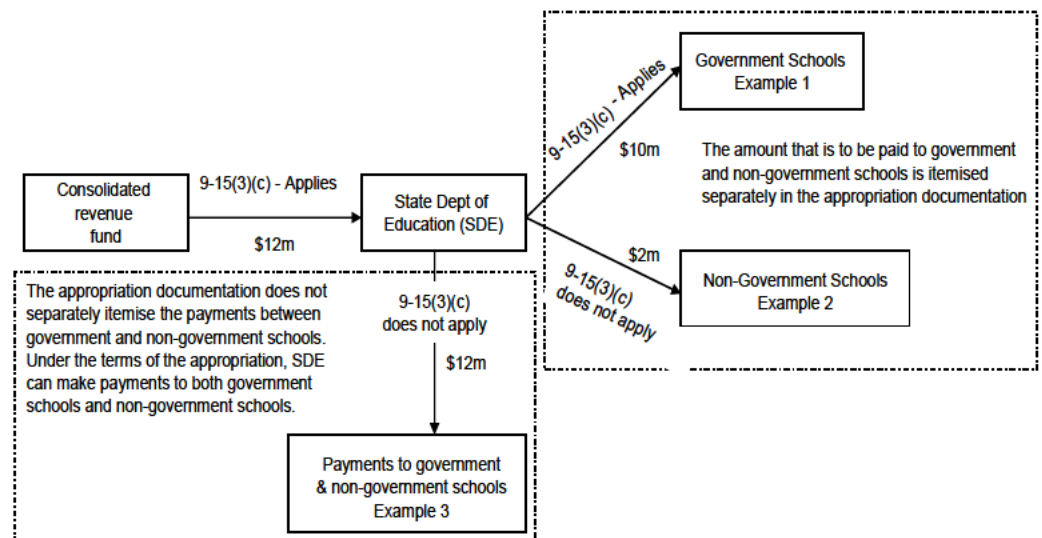 Government Schools
Example 1
9-15(3)(c) - Applies
$10m
The amount that is to be paid to government
and non-government schools is itemised
separately in the appropriation documentation
Consolidated
revenue
fund
9-15(3)(c) - Applies
$12m
State Dept of
Education (SDE)
$2m
9-15(3)(c)
does not apply
Non-Government Schools
Example 2
The appropriation documentation does not
separately itemise the payments between
government and non-government schools.
Under the terms of the appropriation, SDE
can make payments to both government
schools and non-government schools.
9-15(3)(c)
does not apply
$12m
Payments to government
& non-government schools
Example 3